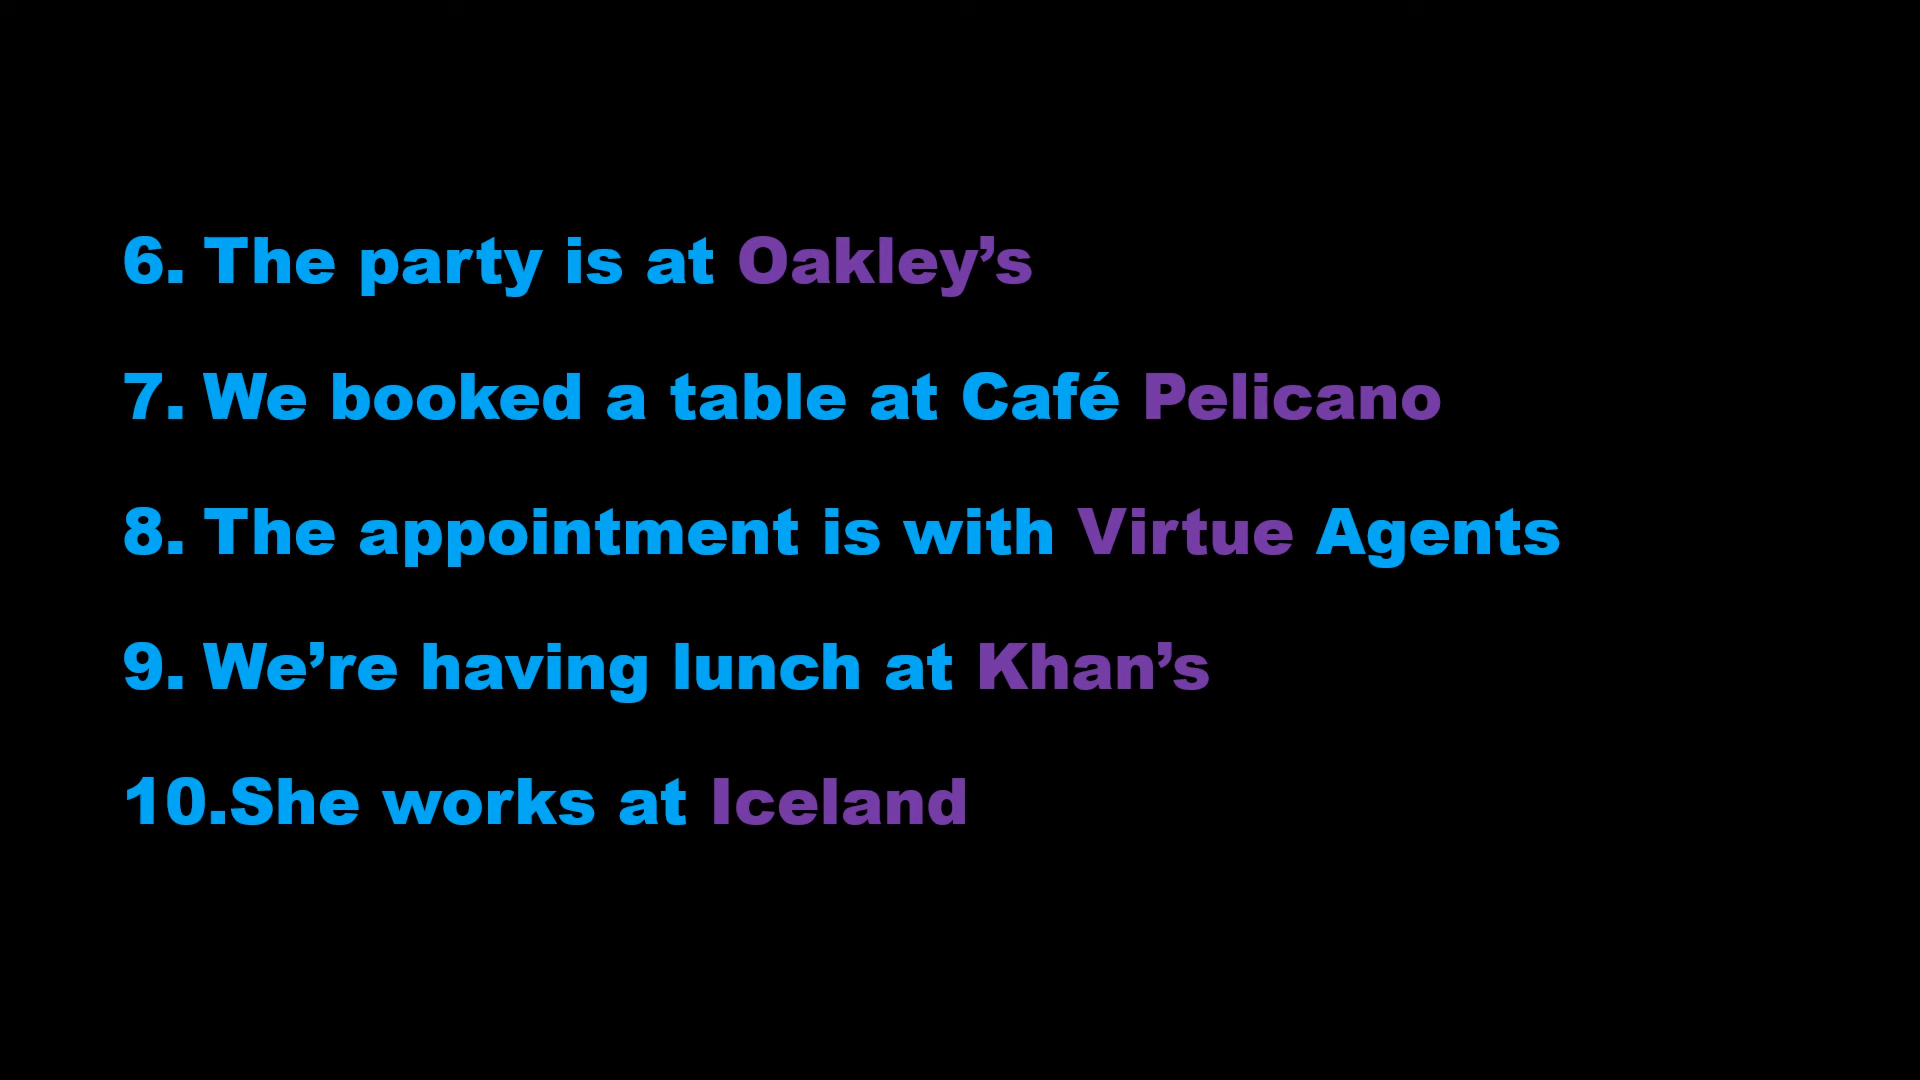 6. The party is at Oakley’s
7. We booked a table at Café Pelicano
8. The appointment is with Virtue Agents
9. We’re having lunch at Khan’s
10.She works at Iceland